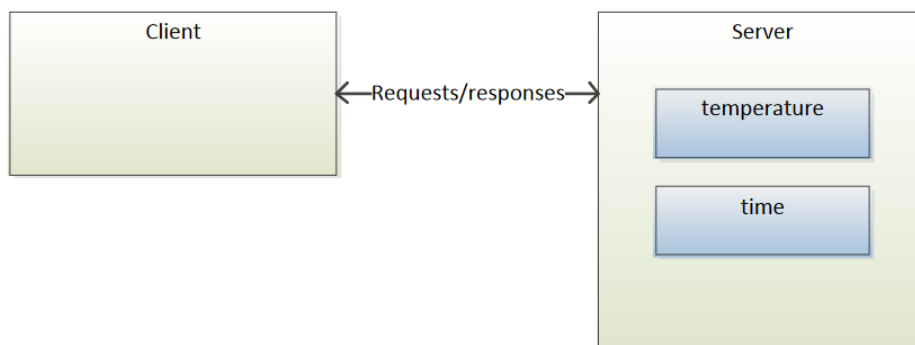 Client
Server
Requests/responses
temperature
time